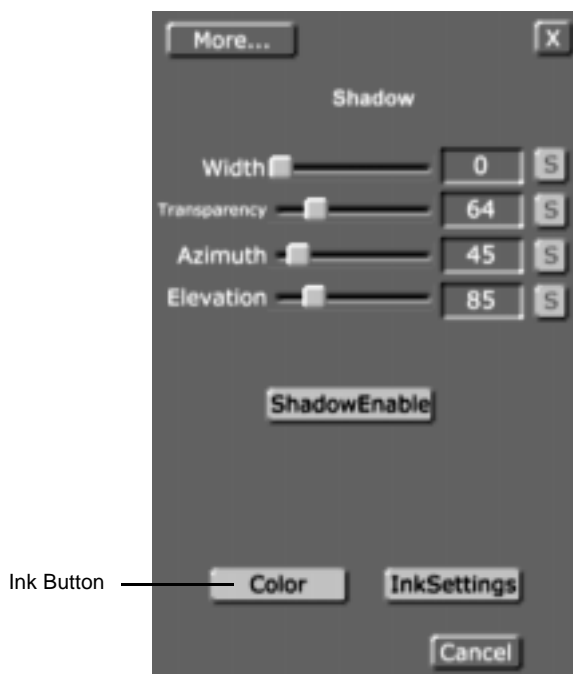 More... X
Shadow
Width 0 S
Transparency 64 S
Azimuth 45 S
Elevation 85 S
ShadowEnable
Ink Button Color InkSettings
Cancel